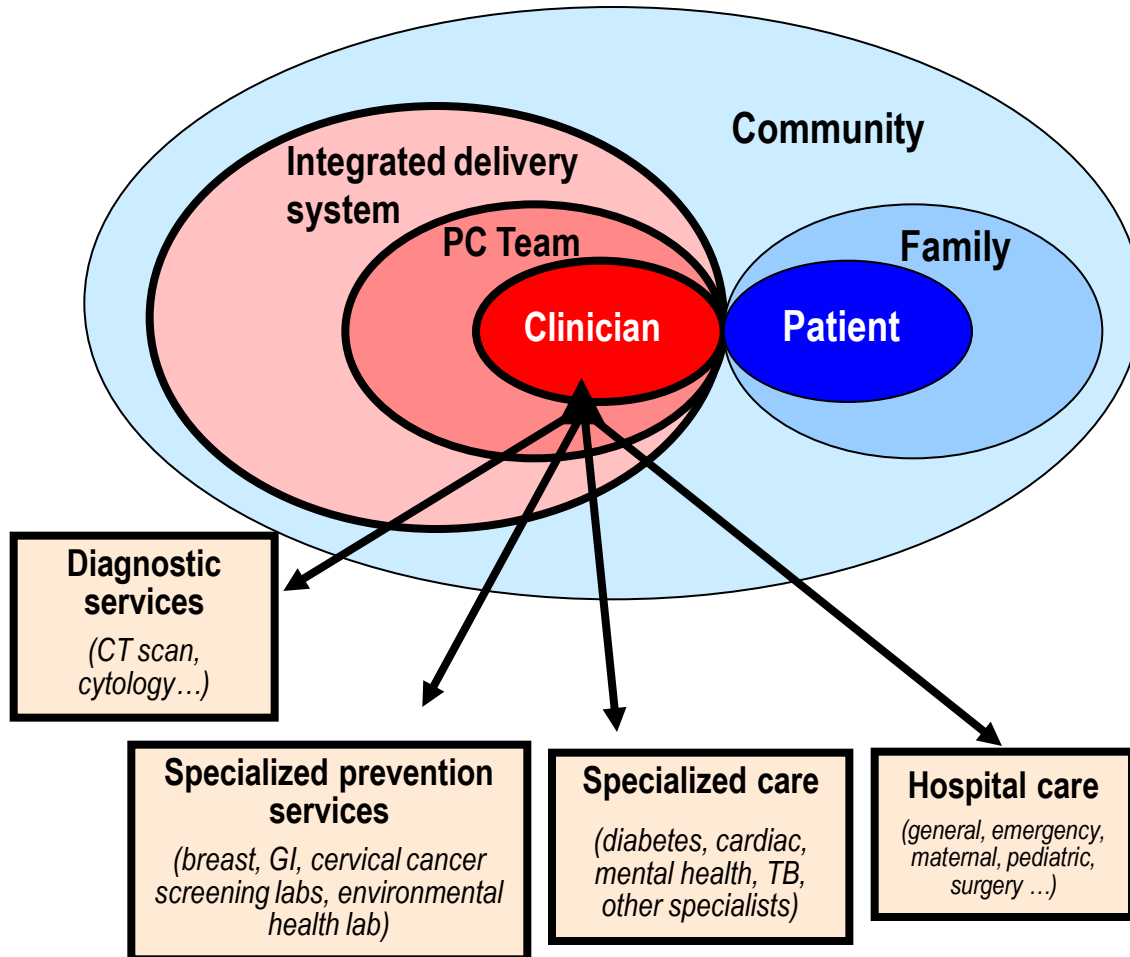 Community
Integrated delivery
system
PC Team
Family
Clinician
Patient
Diagnostic
services
(CT scan,
cytology…)
Specialized prevention
services
(breast, GI, cervical cancer
screening labs, environmental
health lab)
Specialized care
(diabetes, cardiac,
mental health, TB,
other specialists)
Hospital care
(general, emergency,
maternal, pediatric,
surgery …)